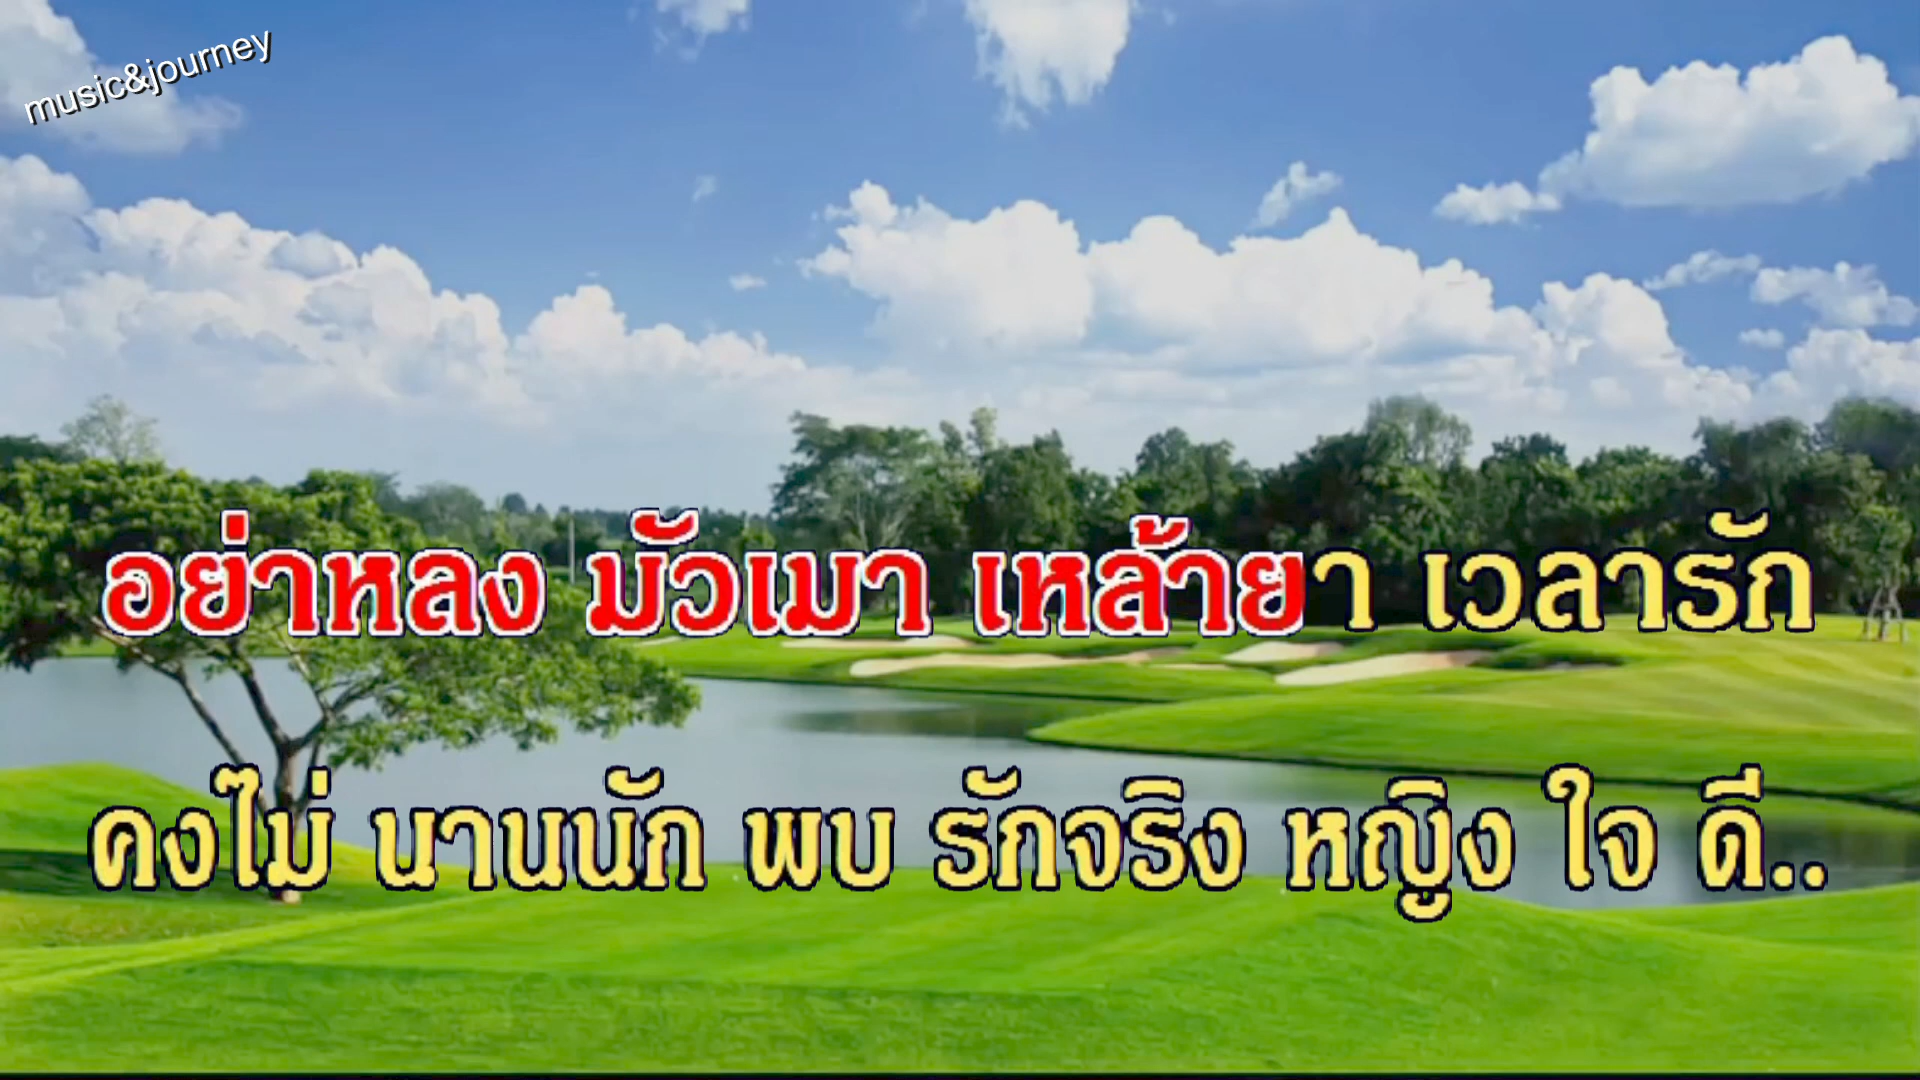 music&journey
อย่าหลง มัวเมา เหล้ายา เวลารัก
คงไม่ นานนัก พบ รักจริง หญิง ใจ ดี..